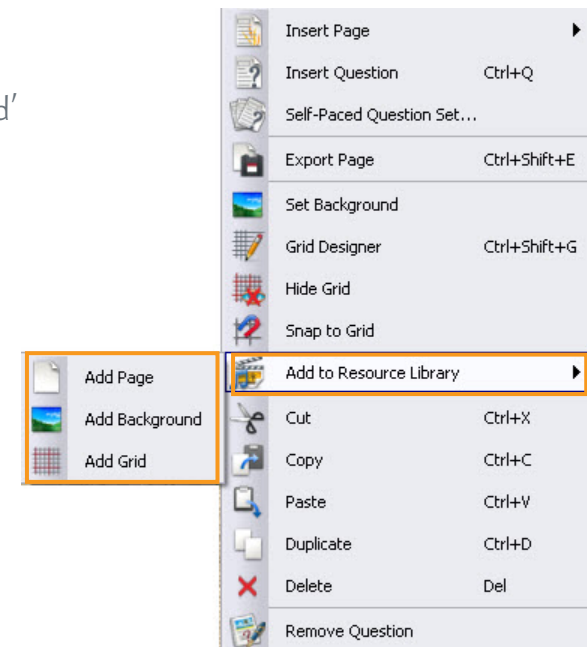 Insert Page
Insert Question Ctrl+Q
d’
Self-Paced Question Set...
Export Page Ctrl+Shift+E
Set Background
Grid Designer Ctrl+Shift+G
Hide Grid
Snap to Grid
Add to Resource Library
Add Page
Add Background
Add Grid
Cut Ctrl+X
Copy Ctrl+C
Paste Ctrl+V
Duplicate Ctrl+D
Delete Del
Remove Question